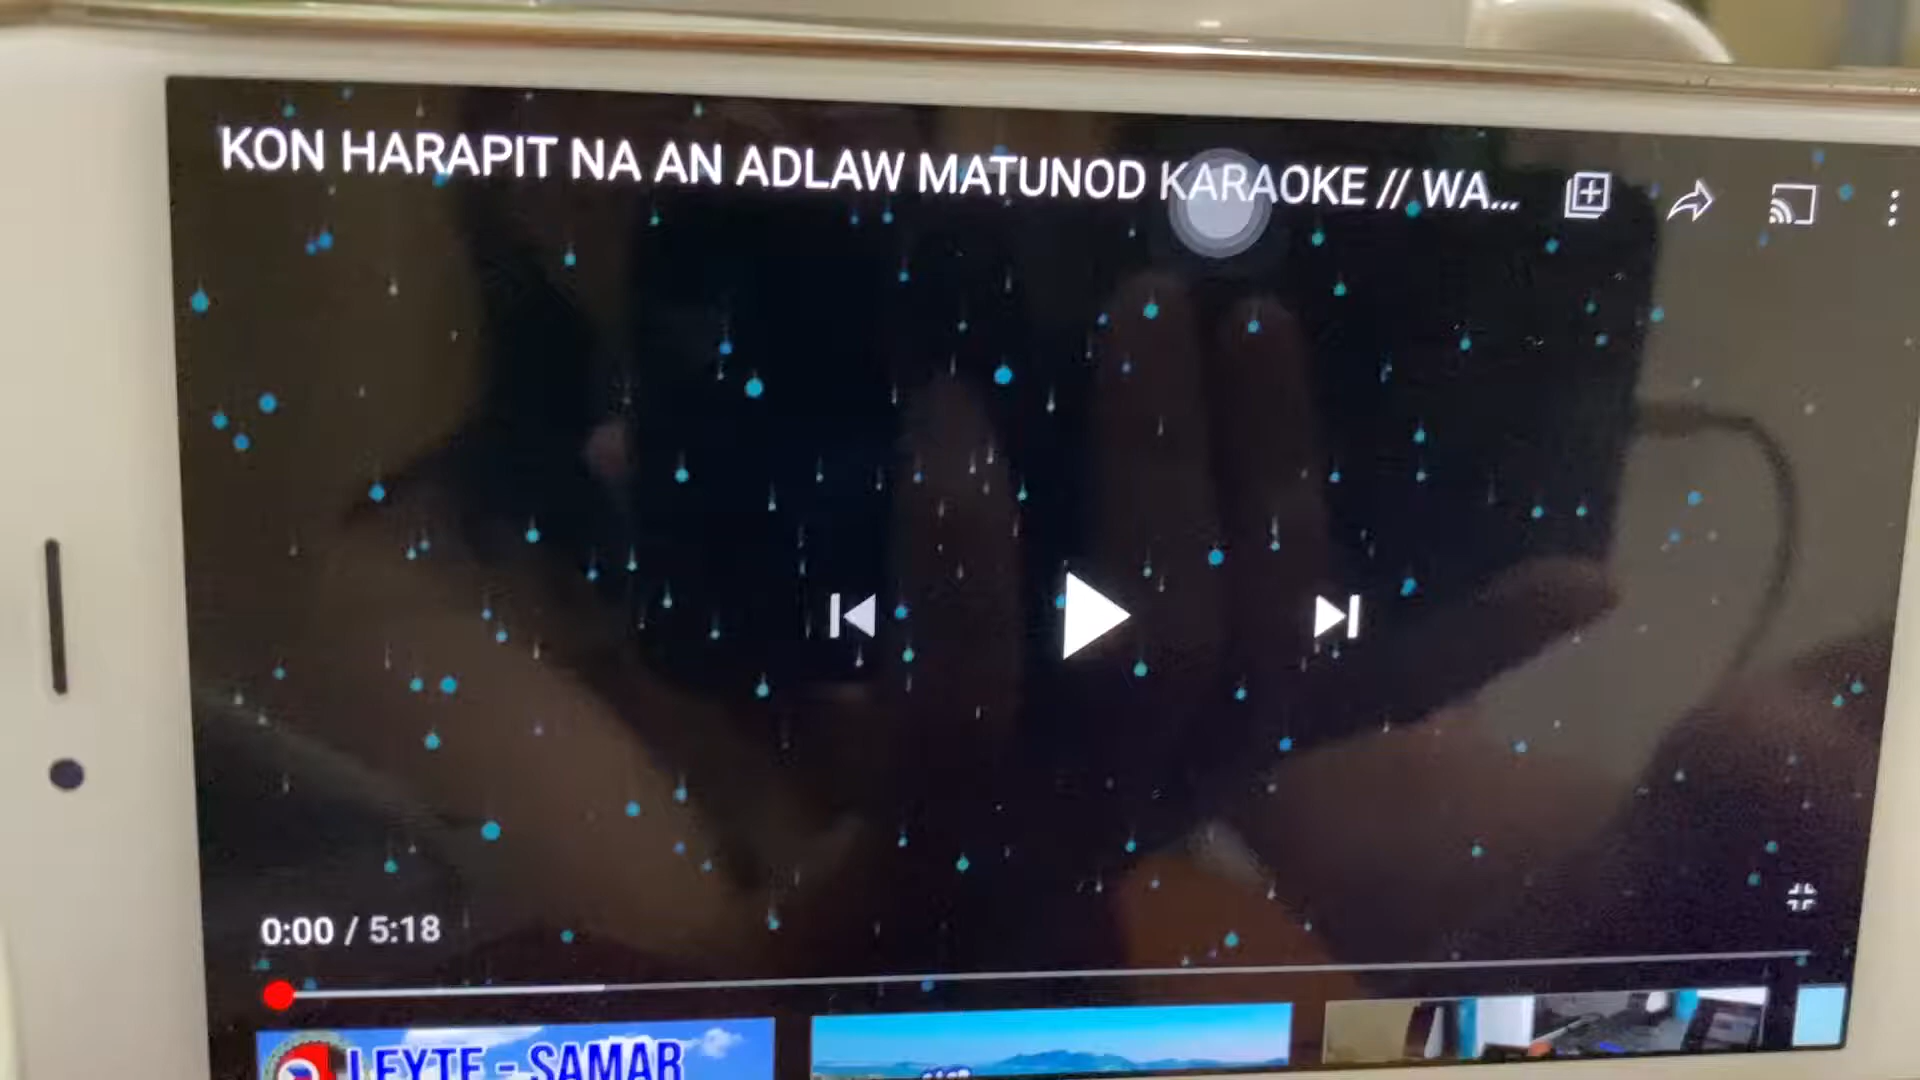 KON HARAPIT NA AN ADLAW MATUNOD KARAOKE // WA...
0:00 / 5:18
LEYTE - SAMAR